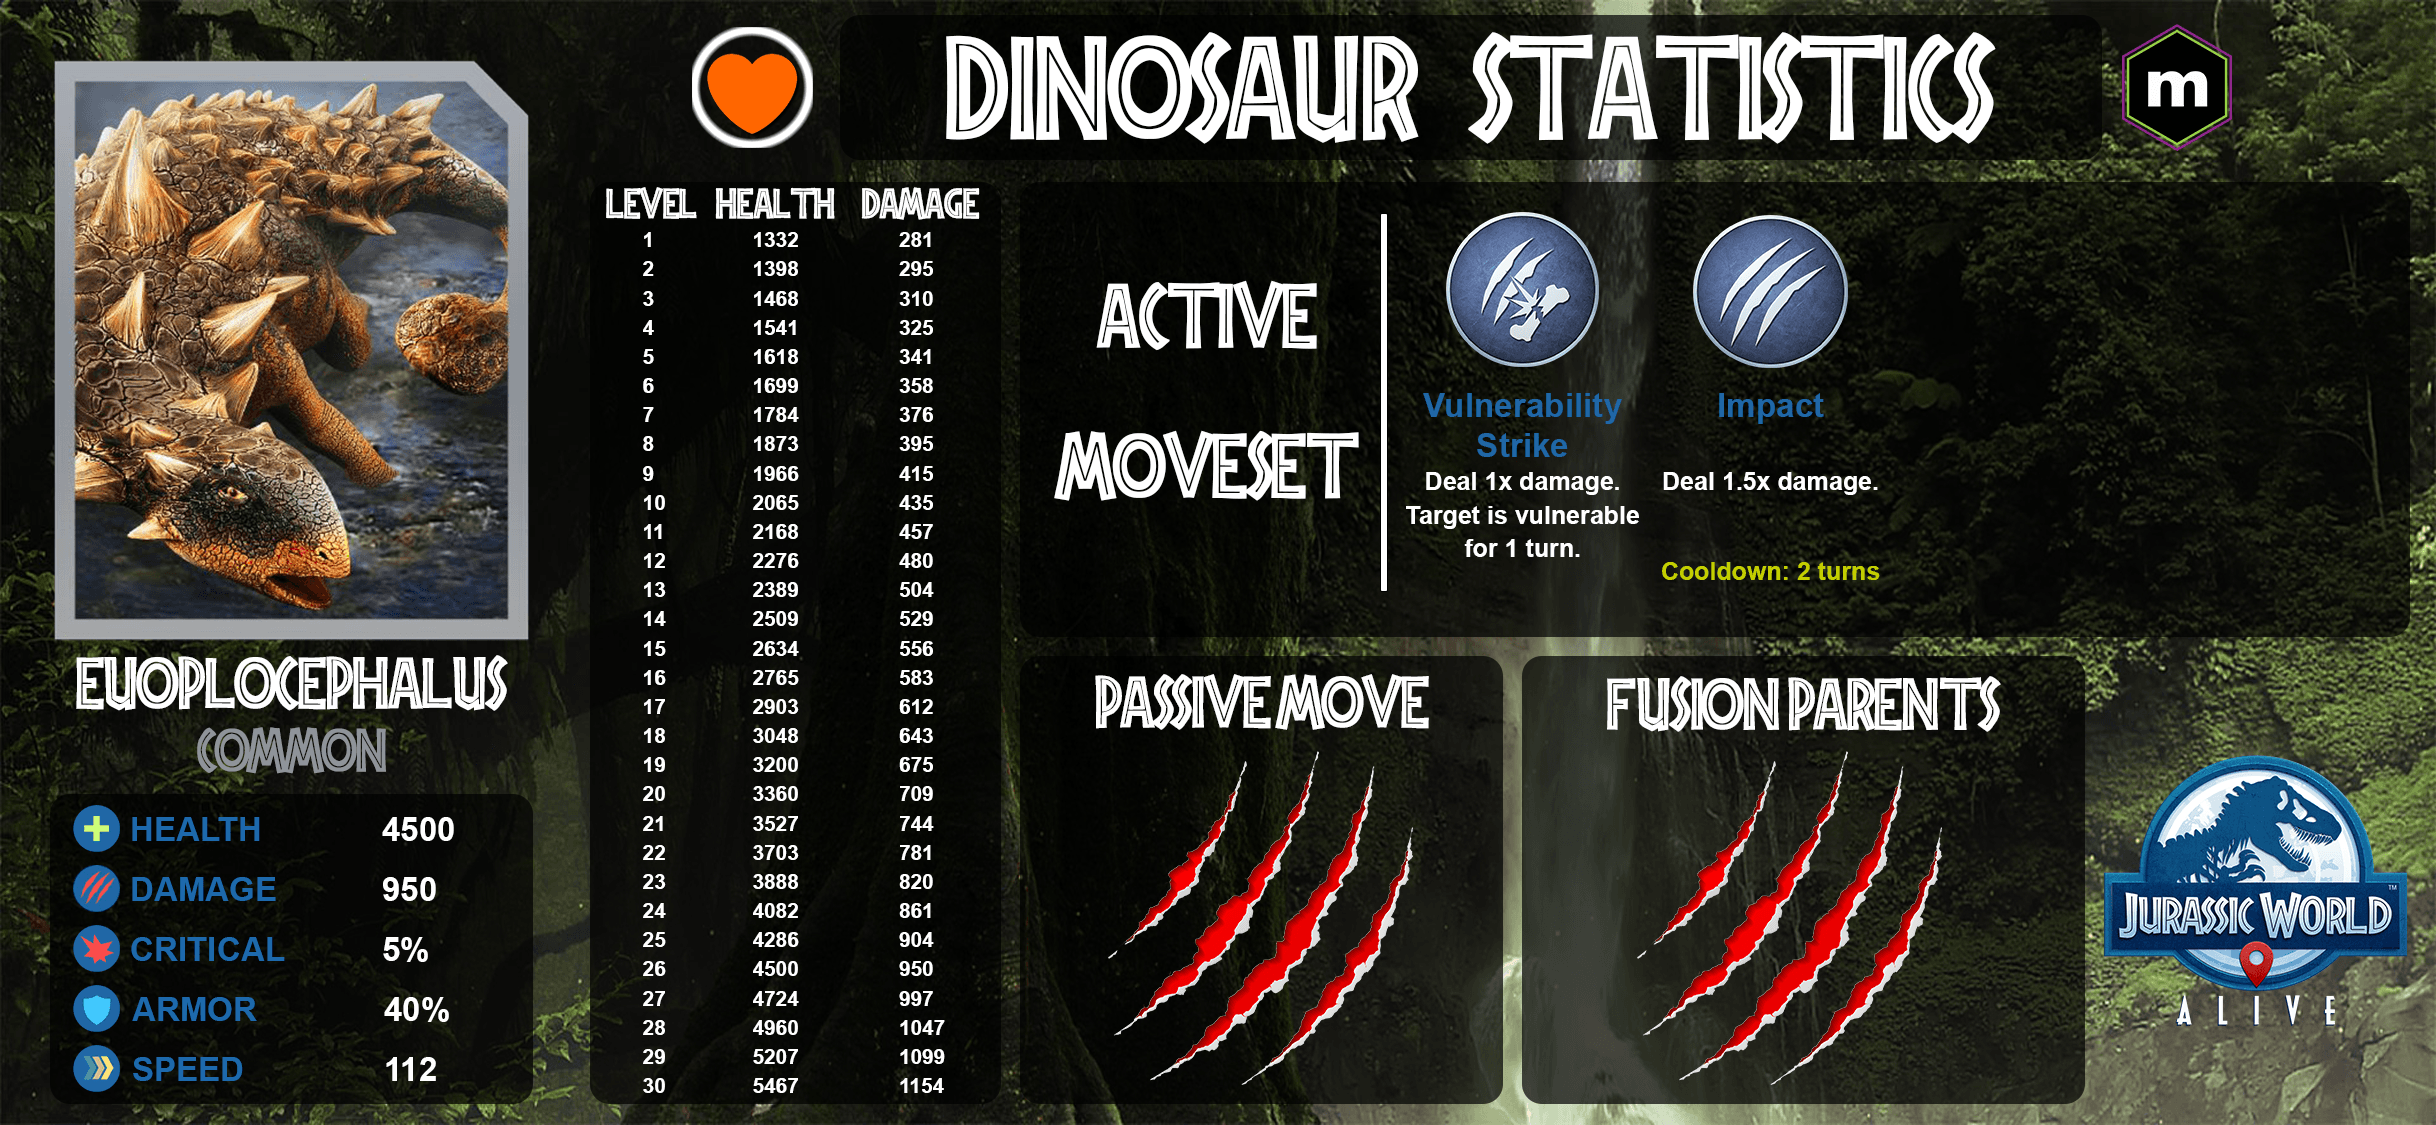 DINOSAUR STATISTICS
m
EUOPLOCEPHALUS
COMMON
HEALTH 4500
DAMAGE 950
CRITICAL 5%
ARMOR 40%
SPEED 112
LEVEL HEALTH DAMAGE
1 1332 281
2 1398 295
3 1468 310
4 1541 325
5 1618 341
6 1699 358
7 1784 376
8 1873 395
9 1966 415
10 2065 435
11 2168 457
12 2276 480
13 2389 504
14 2509 529
15 2634 556
16 2765 583
17 2903 612
18 3048 643
19 3200 675
20 3360 709
21 3527 744
22 3703 781
23 3888 820
24 4082 861
25 4286 904
26 4500 950
27 4724 997
28 4960 1047
29 5207 1099
30 5467 1154
ACTIVE
MOVESET
Vulnerability
Strike
Deal 1x damage.
Target is vulnerable
for 1 turn.
Impact
Deal 1.5x damage.
Cooldown: 2 turns
PASSIVE MOVE
FUSION PARENTS
JURASSIC WORLD™
ALIVE